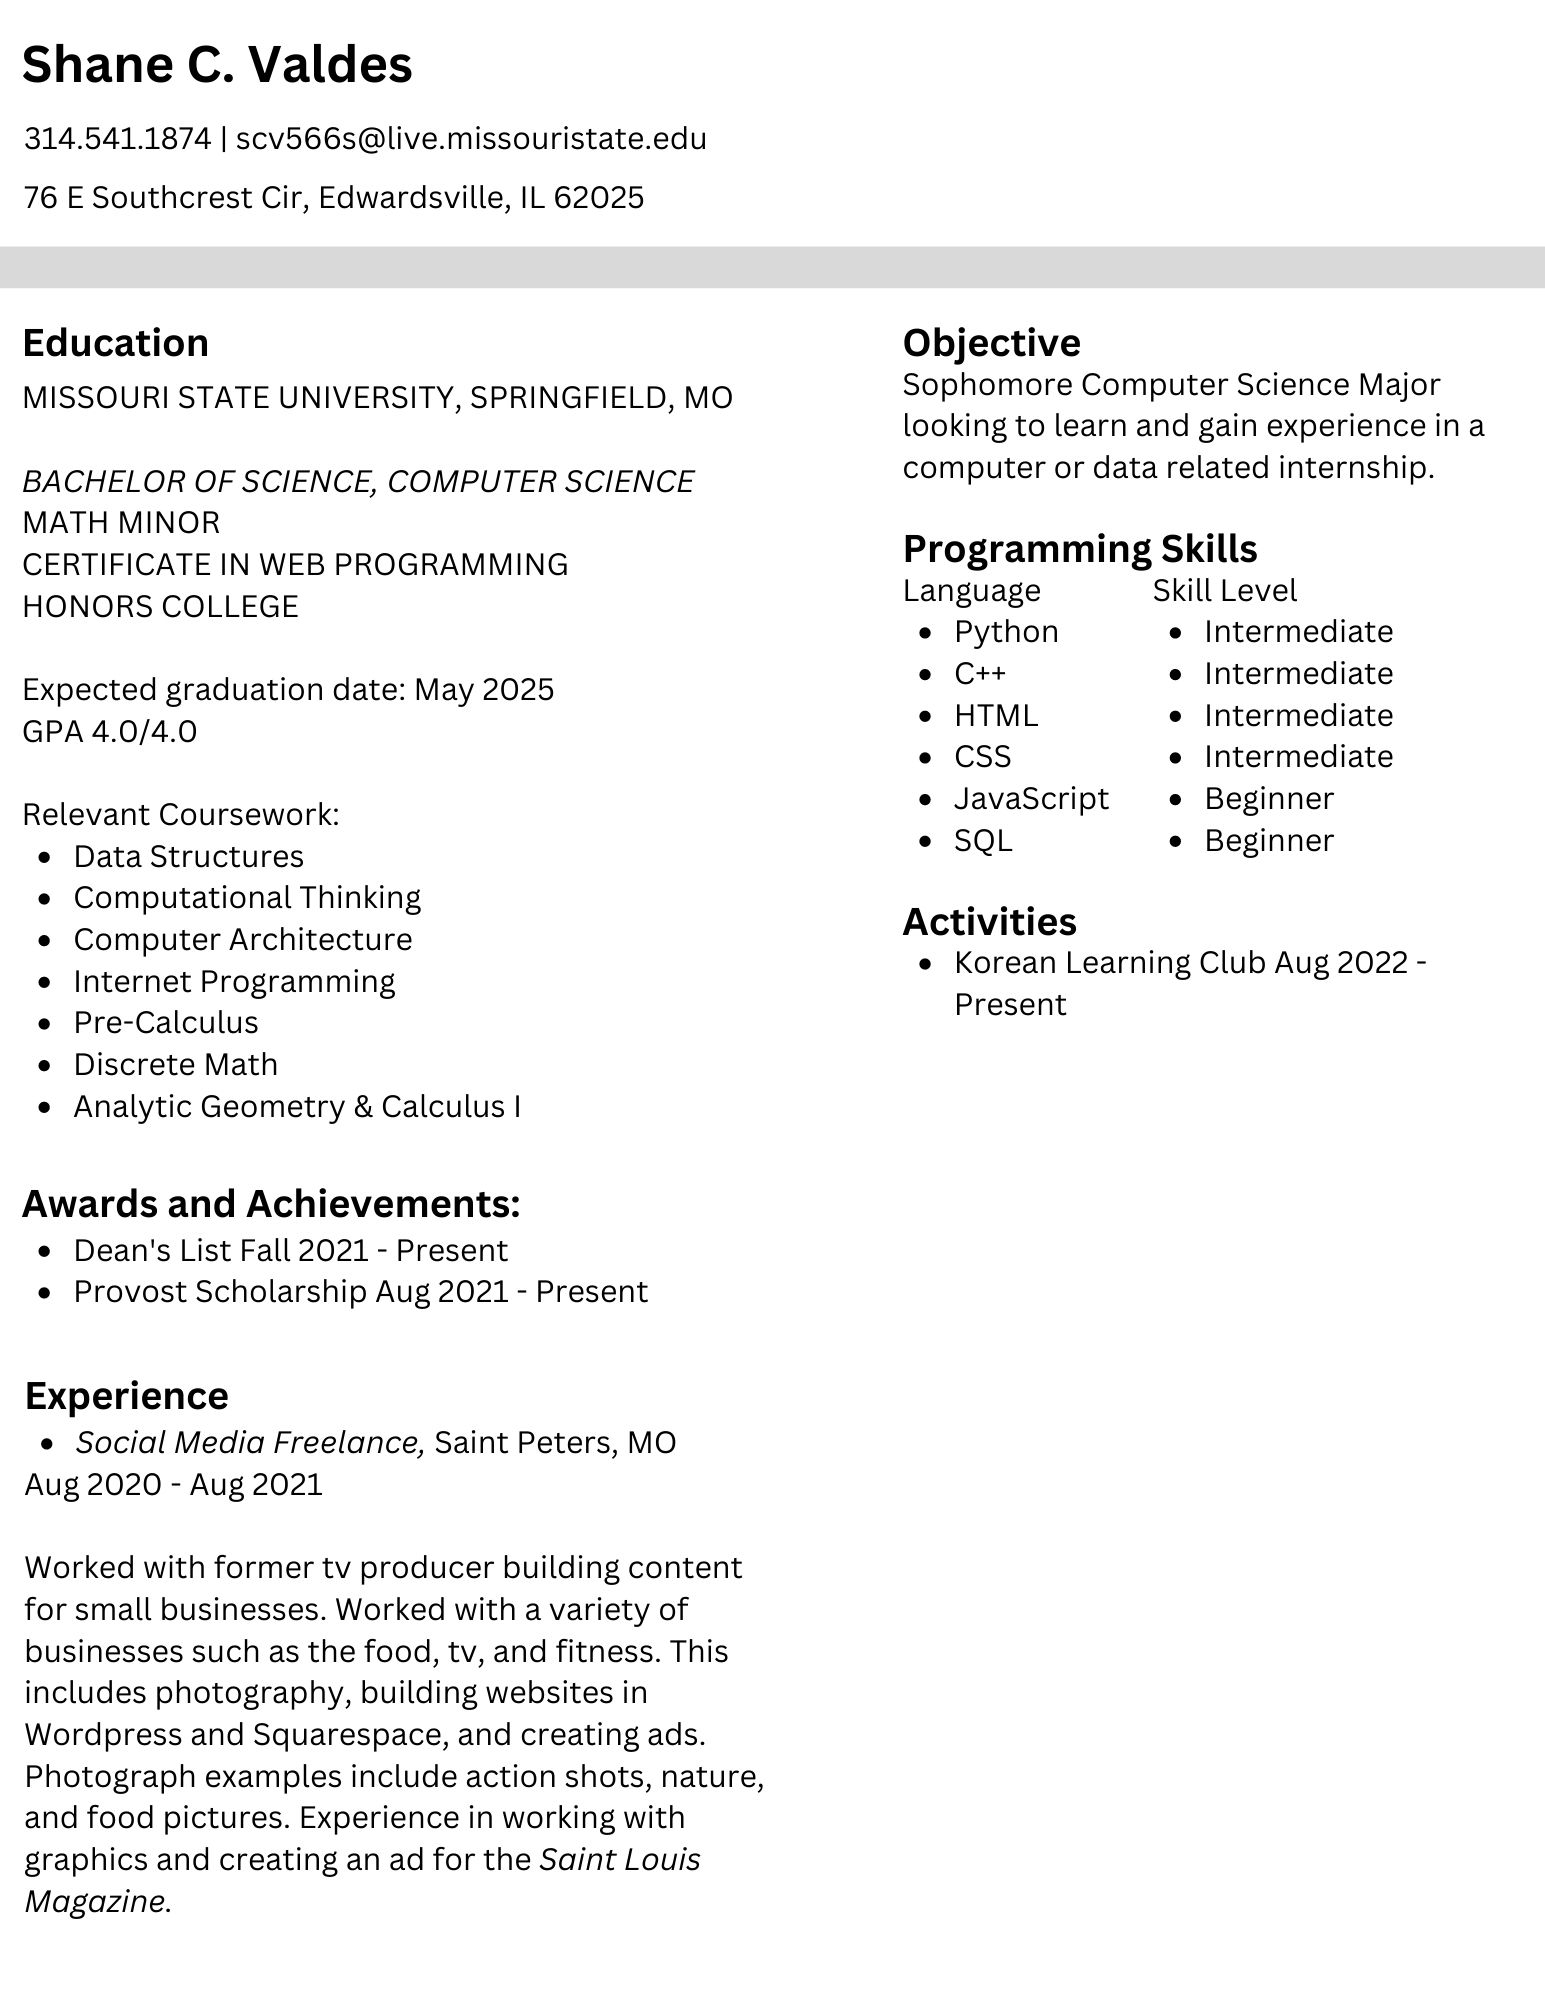 Shane C. Valdes
314.541.1874 | scv566s@live.missouristate.edu
76 E Southcrest Cir, Edwardsville, IL 62025
Education
MISSOURI STATE UNIVERSITY, SPRINGFIELD, MO
BACHELOR OF SCIENCE, COMPUTER SCIENCE
MATH MINOR
CERTIFICATE IN WEB PROGRAMMING
HONORS COLLEGE
Expected graduation date: May 2025
GPA 4.0/4.0
Relevant Coursework:
• Data Structures
• Computational Thinking
• Computer Architecture
• Internet Programming
• Pre-Calculus
• Discrete Math
• Analytic Geometry & Calculus I
Awards and Achievements:
• Dean's List Fall 2021 - Present
• Provost Scholarship Aug 2021 - Present
Experience
• Social Media Freelance, Saint Peters, MO
Aug 2020 - Aug 2021
Worked with former tv producer building content
for small businesses. Worked with a variety of
businesses such as the food, tv, and fitness. This
includes photography, building websites in
Wordpress and Squarespace, and creating ads.
Photograph examples include action shots, nature,
and food pictures. Experience in working with
graphics and creating an ad for the Saint Louis
Magazine.
Objective
Sophomore Computer Science Major
looking to learn and gain experience in a
computer or data related internship.
Programming Skills
Language Skill Level
• Python • Intermediate
• C++ • Intermediate
• HTML • Intermediate
• CSS • Intermediate
• JavaScript • Beginner
• SQL • Beginner
Activities
• Korean Learning Club Aug 2022 -
Present